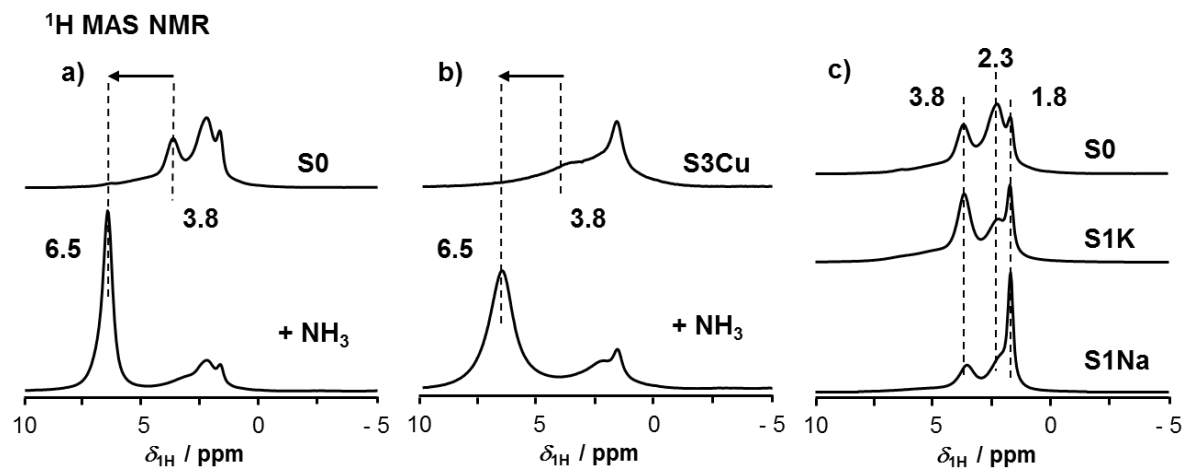 ¹H MAS NMR
a)
S0
3.8
6.5
+ NH₃
10 5 0 - 5
δ1H / ppm
b)
S3Cu
3.8
6.5
+ NH₃
10 5 0 - 5
δ1H / ppm
c)
2.3
3.8 1.8
S0
S1K
S1Na
10 5 0 - 5
δ1H / ppm